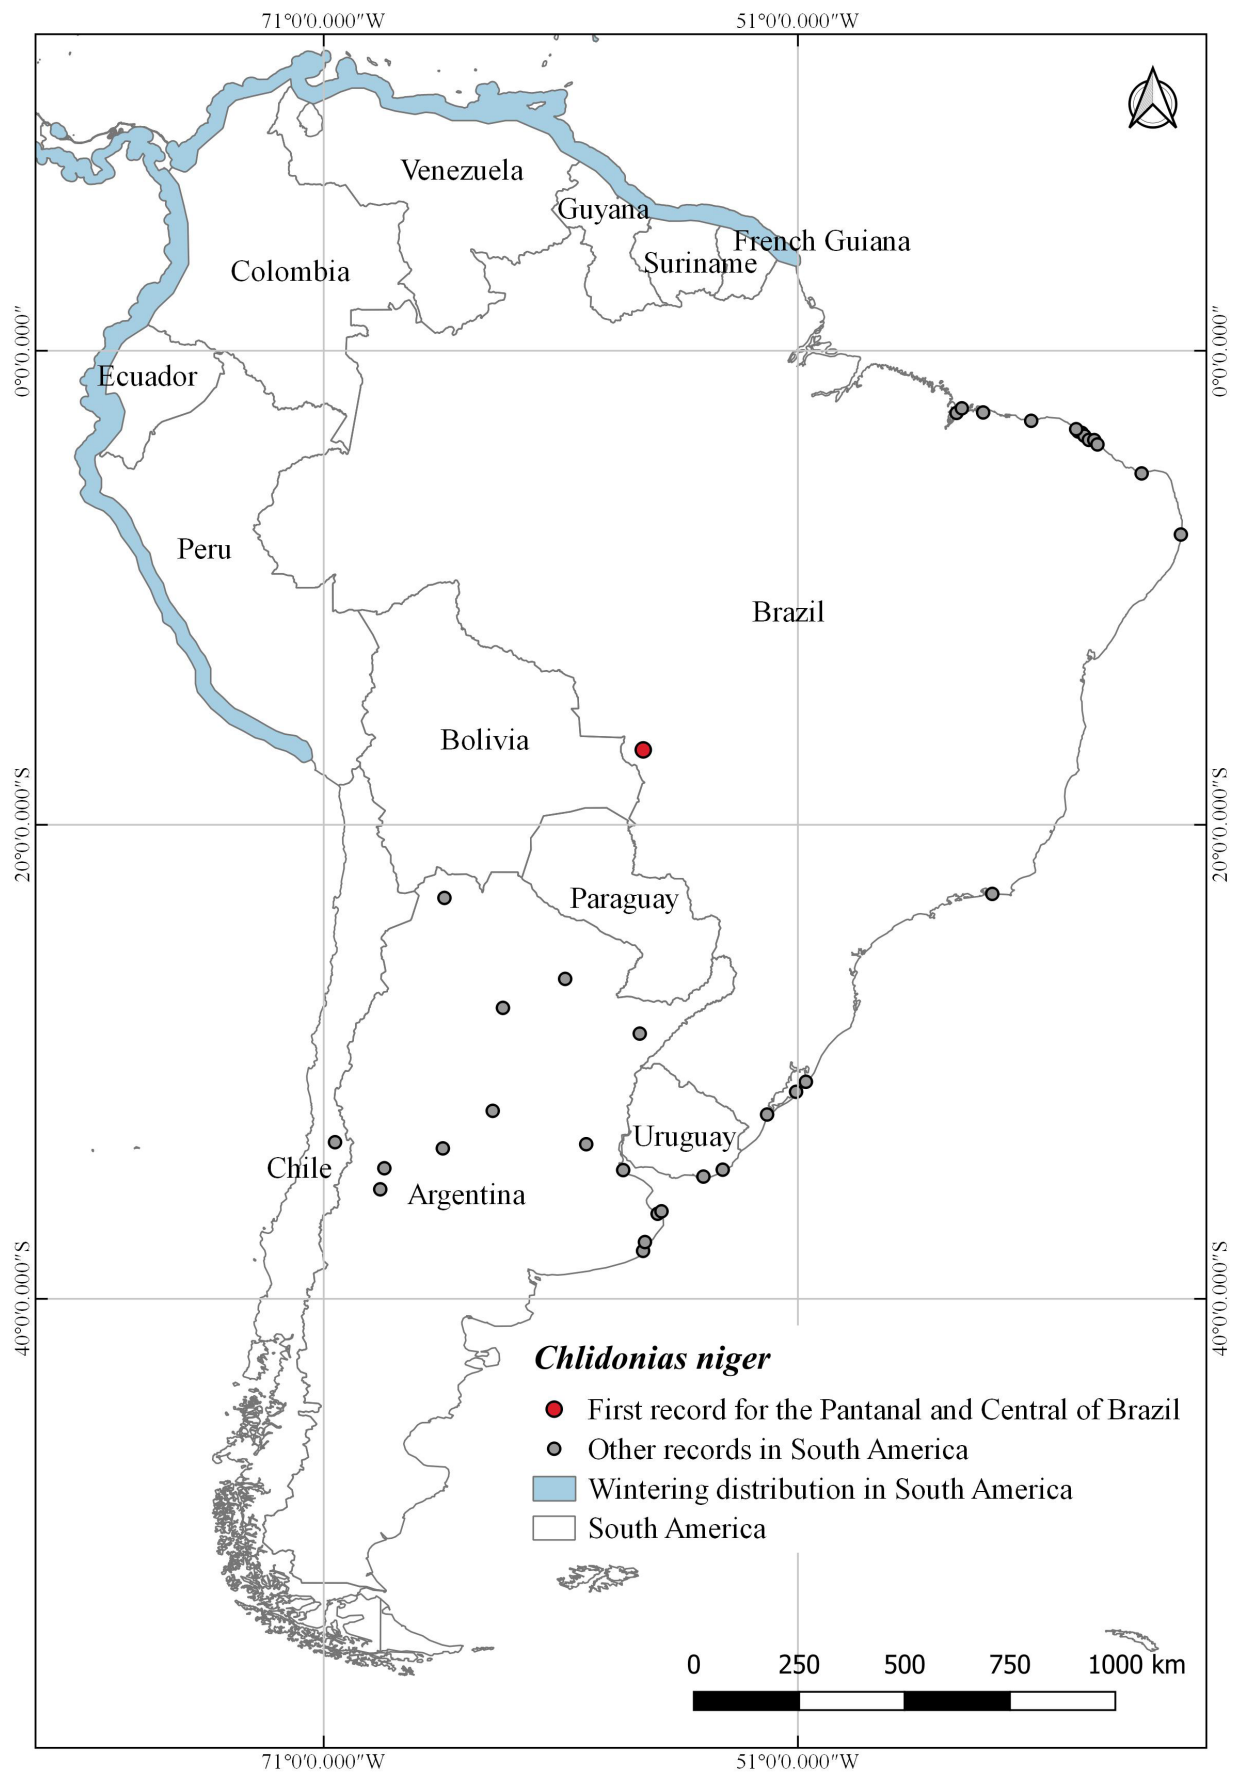 71°0'0.000"W 51°0'0.000"W
Venezuela
Guyana
French Guiana
Suriname
Colombia
0°0'0.000" 0°0'0.000"
Ecuador
Peru
Brazil
Bolivia
20°0'0.000"S 20°0'0.000"S
Paraguay
Uruguay
Chile
Argentina
40°0'0.000"S 40°0'0.000"S
Chlidonias niger
First record for the Pantanal and Central of Brazil
Other records in South America
Wintering distribution in South America
South America
0 250 500 750 1000 km
71°0'0.000"W 51°0'0.000"W